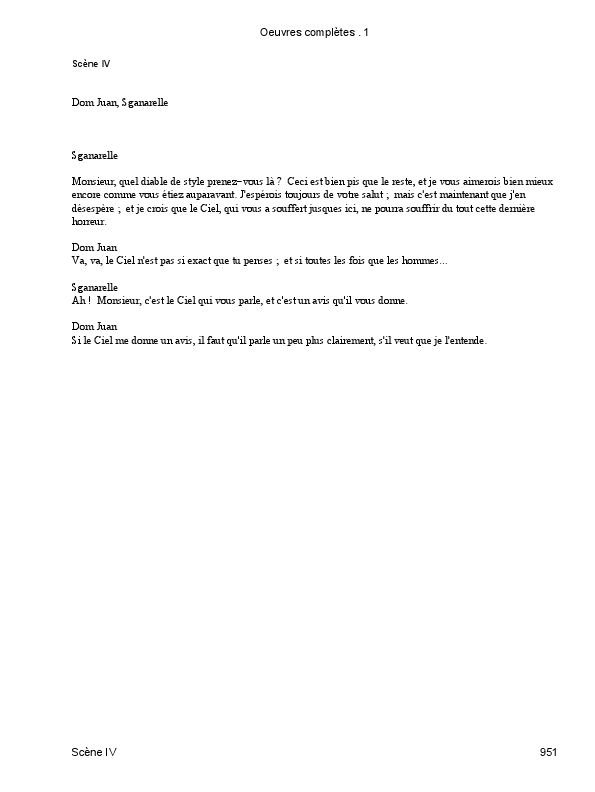 Oeuvres complètes . 1
Scène IV
Dom Juan, Sganarelle
Sganarelle
Monsieur, quel diable de style prenez-vous là ? Ceci est bien pis que le reste, et je vous aimerois bien mieux
encore comme vous étiez auparavant. J'espérois toujours de votre salut ; mais c'est maintenant que j'en
désespère ; et je crois que le Ciel, qui vous a souffert jusques ici, ne pourra souffrir du tout cette dernière
horreur.
Dom Juan
Va, va, le Ciel n'est pas si exact que tu penses ; et si toutes les fois que les hommes...
Sganarelle
Ah ! Monsieur, c'est le Ciel qui vous parle, et c'est un avis qu'il vous donne.
Dom Juan
Si le Ciel me donne un avis, il faut qu'il parle un peu plus clairement, s'il veut que je l'entende.
Scène IV 951